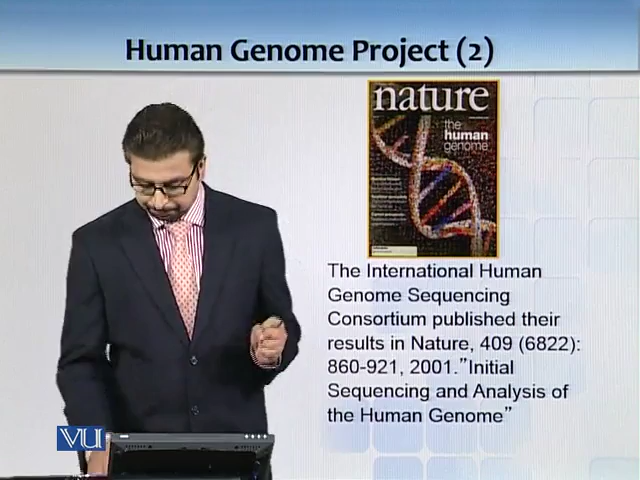 Human Genome Project (2)
nature
the
human
genome
The International Human
Genome Sequencing
Consortium published their
results in Nature, 409 (6822):
860-921, 2001."Initial
Sequencing and Analysis of
the Human Genome"
VU